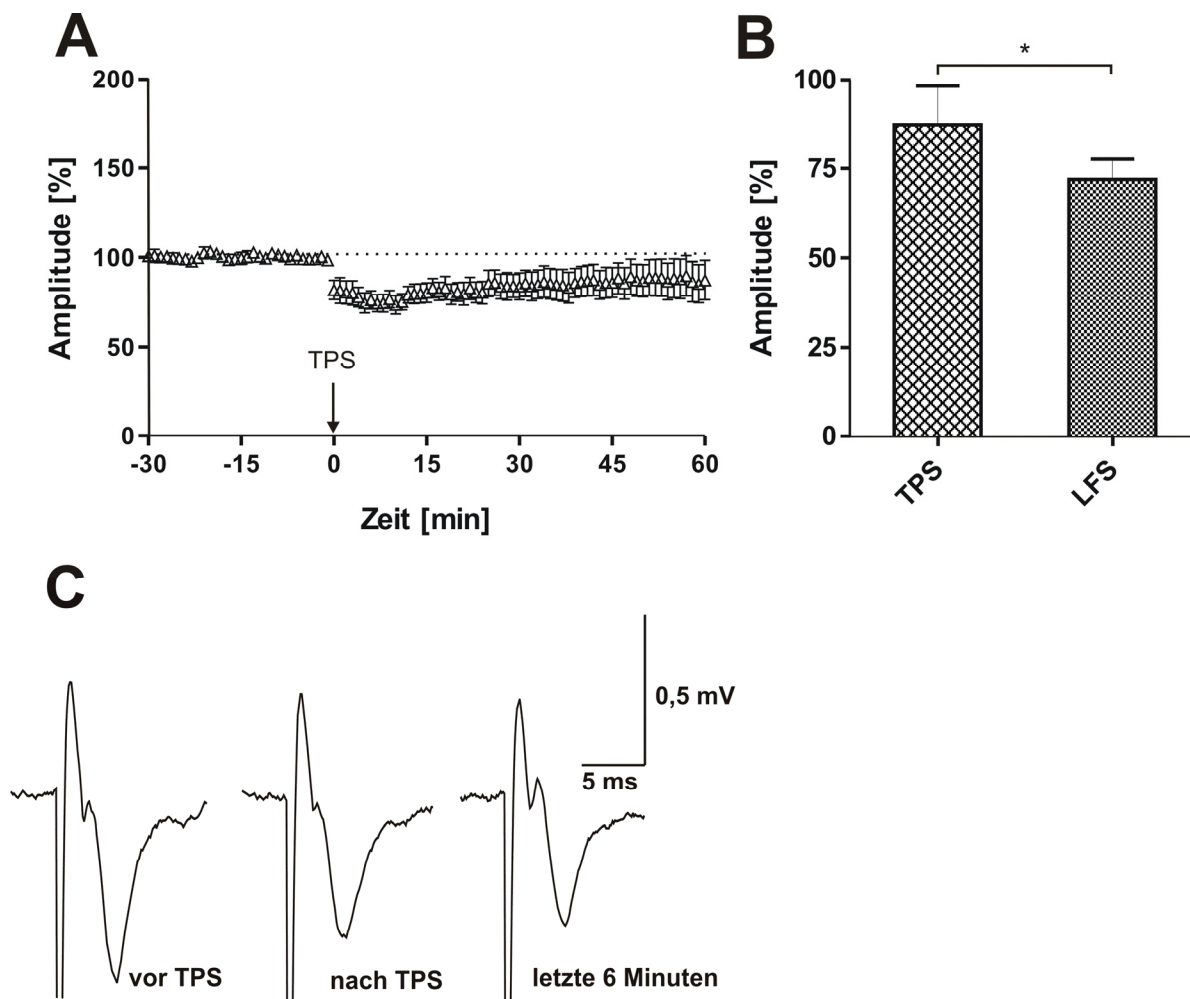 A
200
150
100
50
0
Amplitude [%]
TPS
-30 -15 0 15 30 45 60
Zeit [min]
B
*
100
75
50
25
0
Amplitude [%]
TPS LFS
C
0,5 mV
5 ms
vor TPS nach TPS letzte 6 Minuten